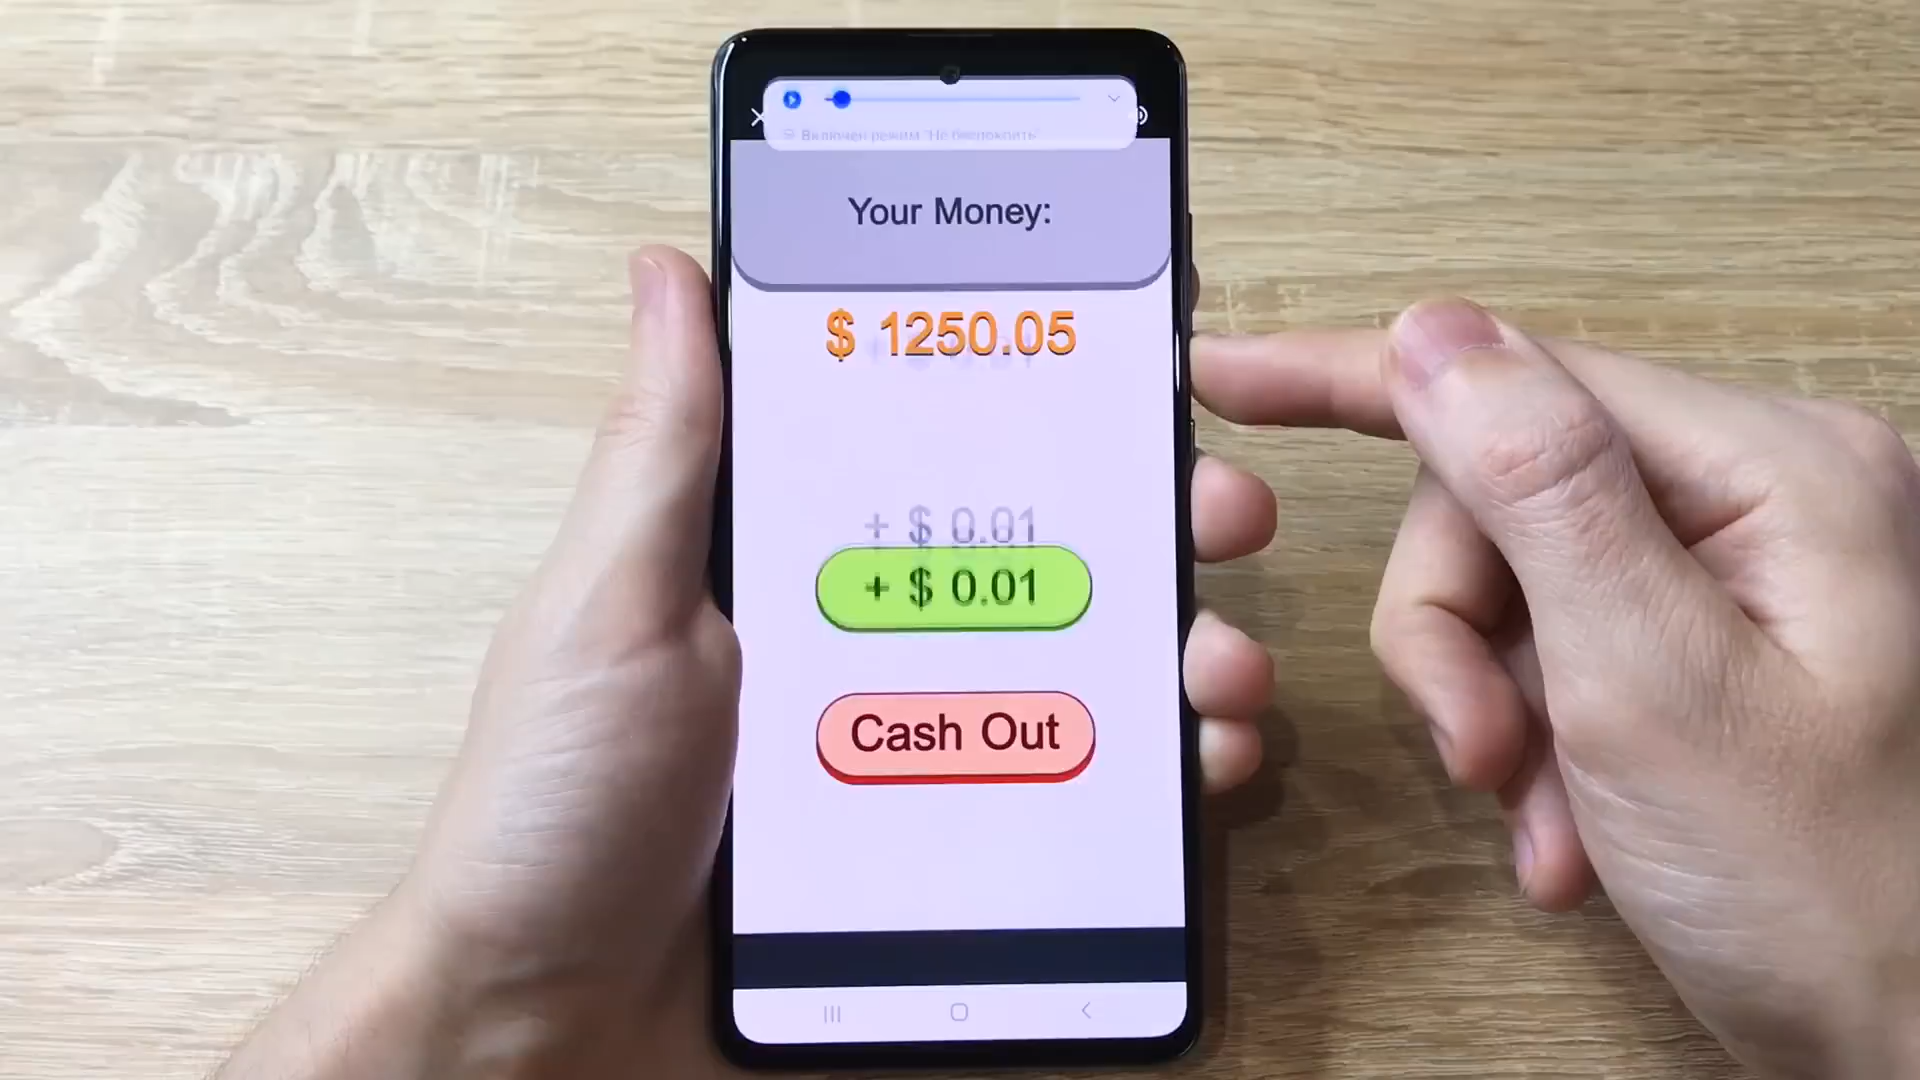 Включен режим "Не беспокоить"
Your Money:
$ 1250.05
+ $ 0.01
+ $ 0.01
Cash Out